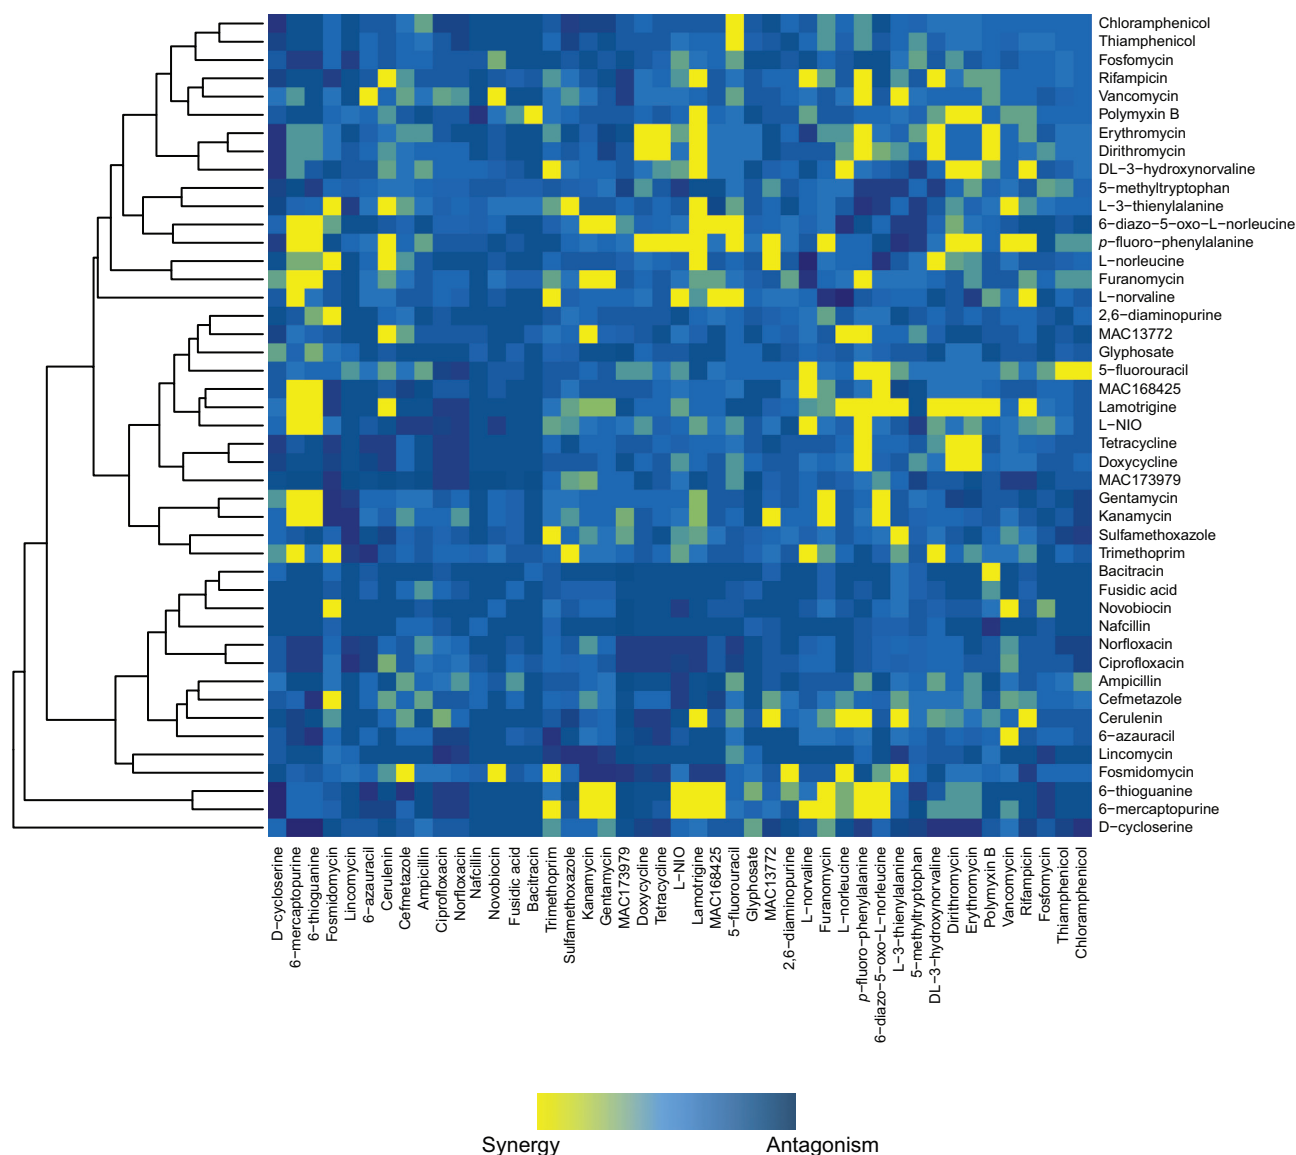 Chloramphenicol
Thiamphenicol
Fosfomycin
Rifampicin
Vancomycin
Polymyxin B
Erythromycin
Dirithromycin
DL−3−hydroxynorvaline
5−methyltryptophan
L−3−thienylalanine
6−diazo−5−oxo−L−norleucine
p−fluoro−phenylalanine
L−norleucine
Furanomycin
L−norvaline
2,6−diaminopurine
MAC13772
Glyphosate
5−fluorouracil
MAC168425
Lamotrigine
L−NIO
Tetracycline
Doxycycline
MAC173979
Gentamycin
Kanamycin
Sulfamethoxazole
Trimethoprim
Bacitracin
Fusidic acid
Novobiocin
Nafcillin
Norfloxacin
Ciprofloxacin
Ampicillin
Cefmetazole
Cerulenin
6−azauracil
Lincomycin
Fosmidomycin
6−thioguanine
6−mercaptopurine
D−cycloserine
D−cycloserine
6−mercaptopurine
6−thioguanine
Fosmidomycin
Lincomycin
6−azauracil
Cerulenin
Cefmetazole
Ampicillin
Ciprofloxacin
Norfloxacin
Nafcillin
Novobiocin
Fusidic acid
Bacitracin
Trimethoprim
Sulfamethoxazole
Kanamycin
Gentamycin
MAC173979
Doxycycline
Tetracycline
L−NIO
Lamotrigine
MAC168425
5−fluorouracil
Glyphosate
MAC13772
2,6−diaminopurine
L−norvaline
Furanomycin
L−norleucine
p−fluoro−phenylalanine
6−diazo−5−oxo−L−norleucine
L−3−thienylalanine
5−methyltryptophan
DL−3−hydroxynorvaline
Dirithromycin
Erythromycin
Polymyxin B
Vancomycin
Rifampicin
Fosfomycin
Thiamphenicol
Chloramphenicol
Synergy
Antagonism